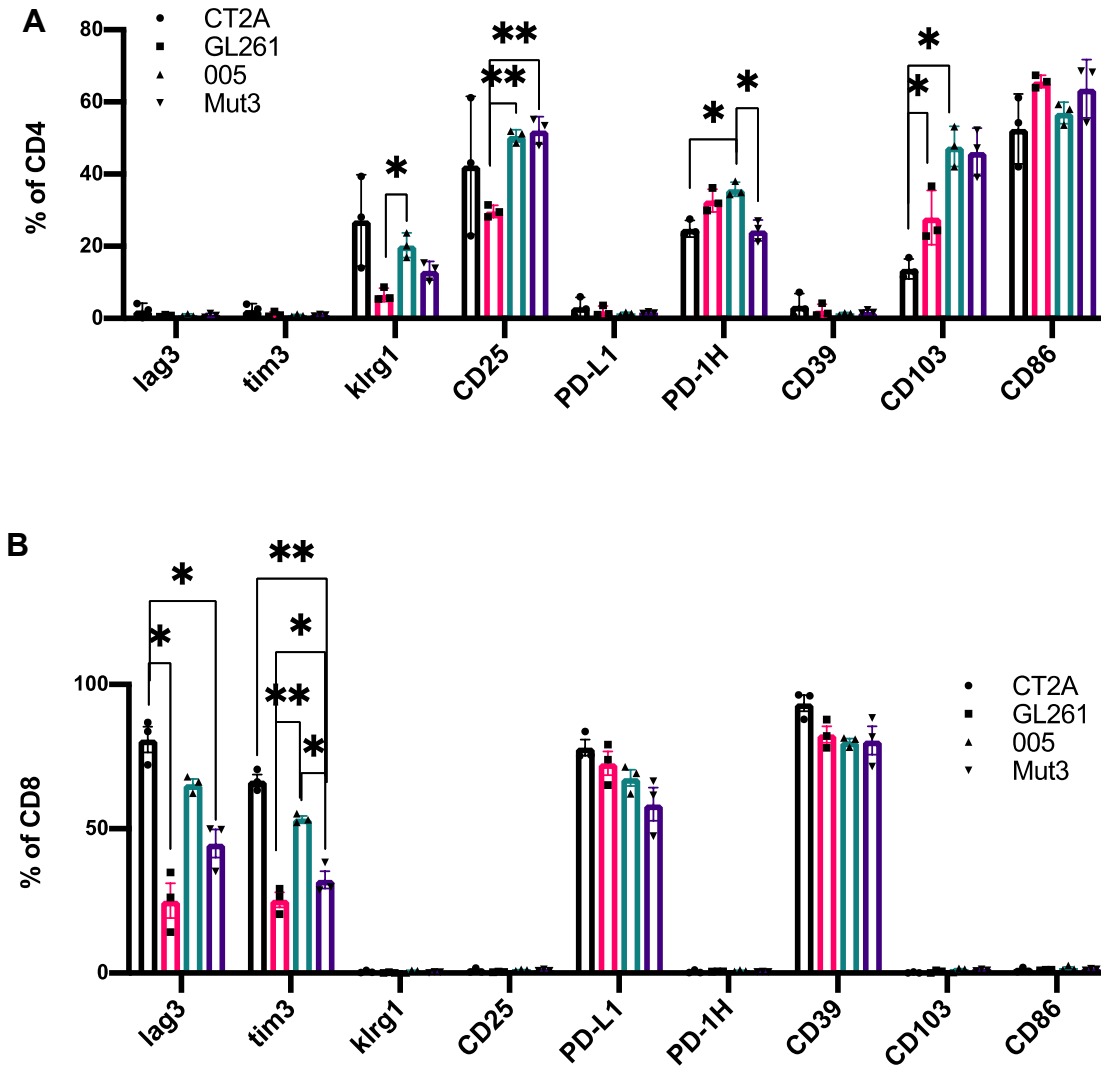 A
CT2A
GL261
005
Mut3
% of CD4
80
60
40
20
0
** ** * * * * * *
lag3 tim3 klrg1 CD25 PD-L1 PD-1H CD39 CD103 CD86
B
CT2A
GL261
005
Mut3
% of CD8
100
50
0
** * * * ** *
lag3 tim3 klrg1 CD25 PD-L1 PD-1H CD39 CD103 CD86